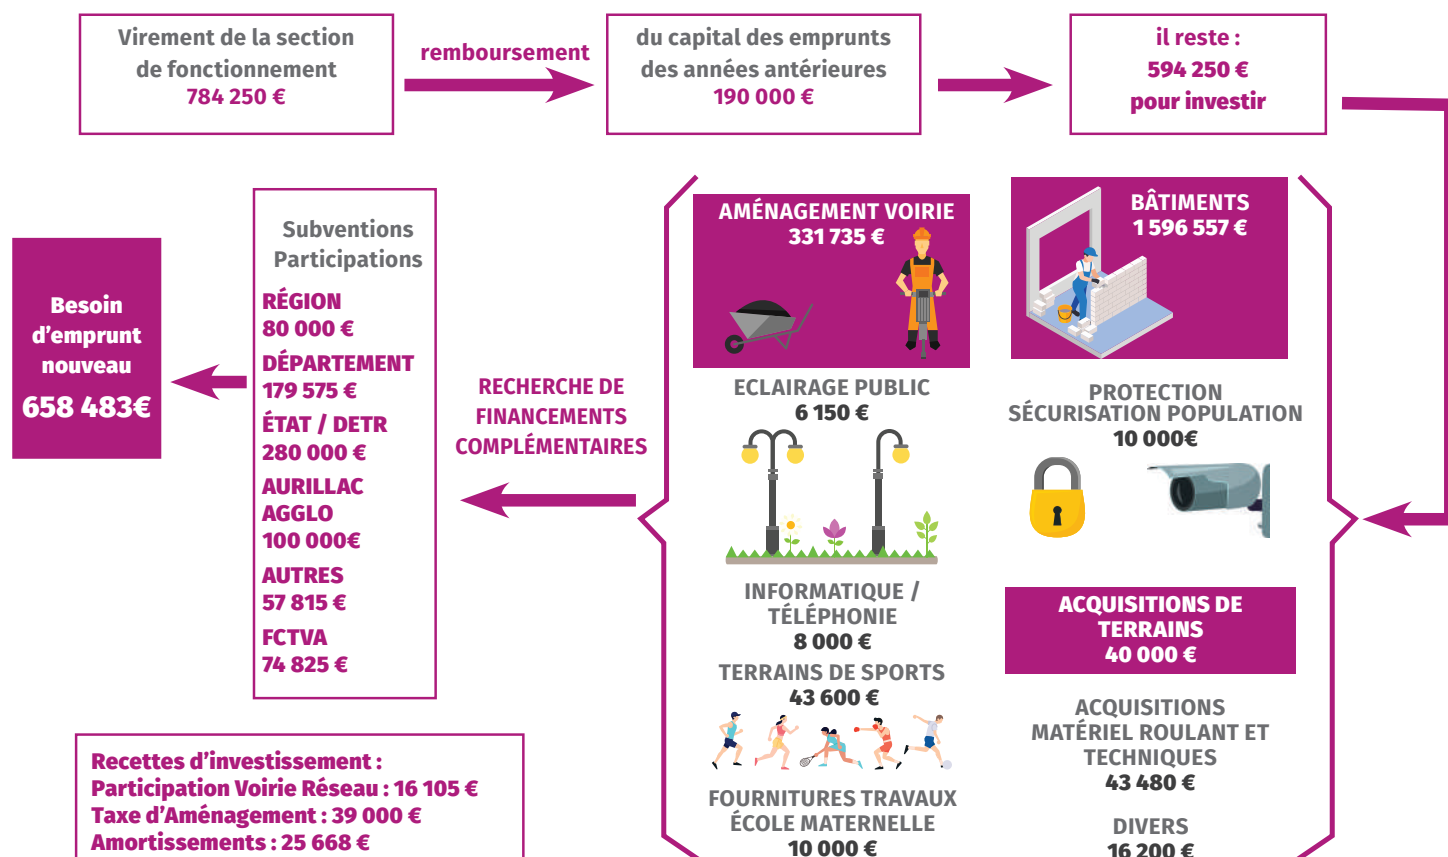 Virement de la section
de fonctionnement
784 250 €
remboursement
du capital des emprunts
des années antérieures
190 000 €
il reste :
594 250 €
pour investir
AMÉNAGEMENT VOIRIE
331 735 €
ECLAIRAGE PUBLIC
6 150 €
INFORMATIQUE /
TÉLÉPHONIE
8 000 €
TERRAINS DE SPORTS
43 600 €
FOURNITURES TRAVAUX
ÉCOLE MATERNELLE
10 000 €
BÂTIMENTS
1 596 557 €
PROTECTION
SÉCURISATION POPULATION
10 000€
ACQUISITIONS DE
TERRAINS
40 000 €
ACQUISITIONS
MATÉRIEL ROULANT ET
TECHNIQUES
43 480 €
DIVERS
16 200 €
RECHERCHE DE
FINANCEMENTS
COMPLÉMENTAIRES
Subventions
Participations
RÉGION
80 000 €
DÉPARTEMENT
179 575 €
ÉTAT / DETR
280 000 €
AURILLAC
AGGLO
100 000€
AUTRES
57 815 €
FCTVA
74 825 €
Besoin
d'emprunt
nouveau
658 483€
Recettes d'investissement :
Participation Voirie Réseau : 16 105 €
Taxe d'Aménagement : 39 000 €
Amortissements : 25 668 €